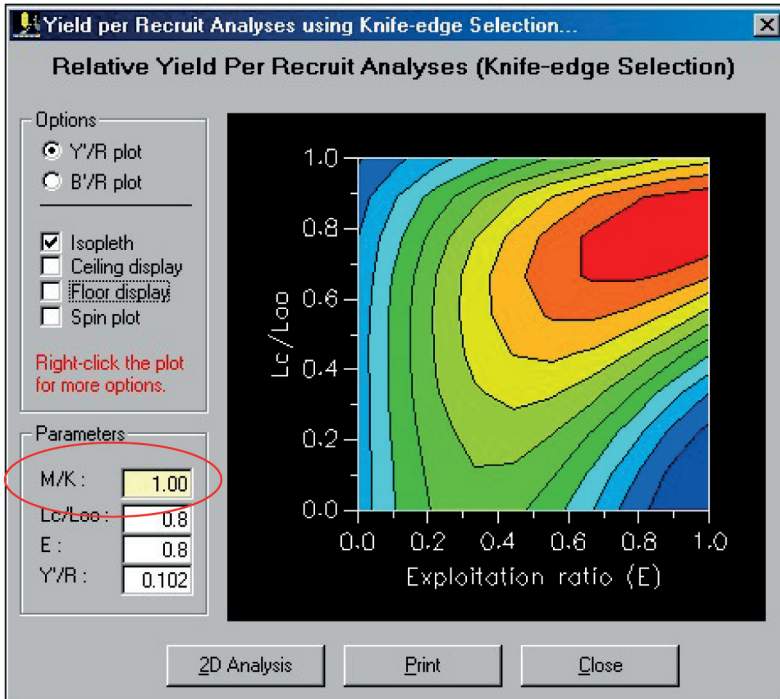 Yield per Recruit Analyses using Knife-edge Selection...
Relative Yield Per Recruit Analyses (Knife-edge Selection)
Options
Y'/R plot
B'/R plot
Isopleth
Ceiling display
Floor display
Spin plot
Right-click the plot
for more options.
Parameters
M/K : 1.00
Lc/Loo : 0.8
E : 0.8
Y'/R : 0.102
Lc/Loo
1.0
0.8
0.6
0.4
0.2
0.0
0.0 0.2 0.4 0.6 0.8 1.0
Exploitation ratio (E)
2D Analysis Print Close